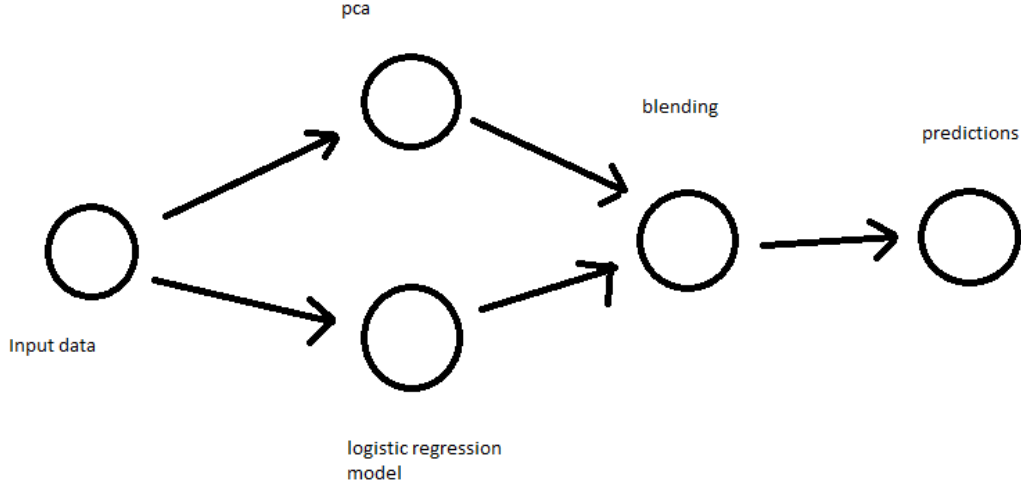 pca
blending
predictions
Input data
logistic regression
model